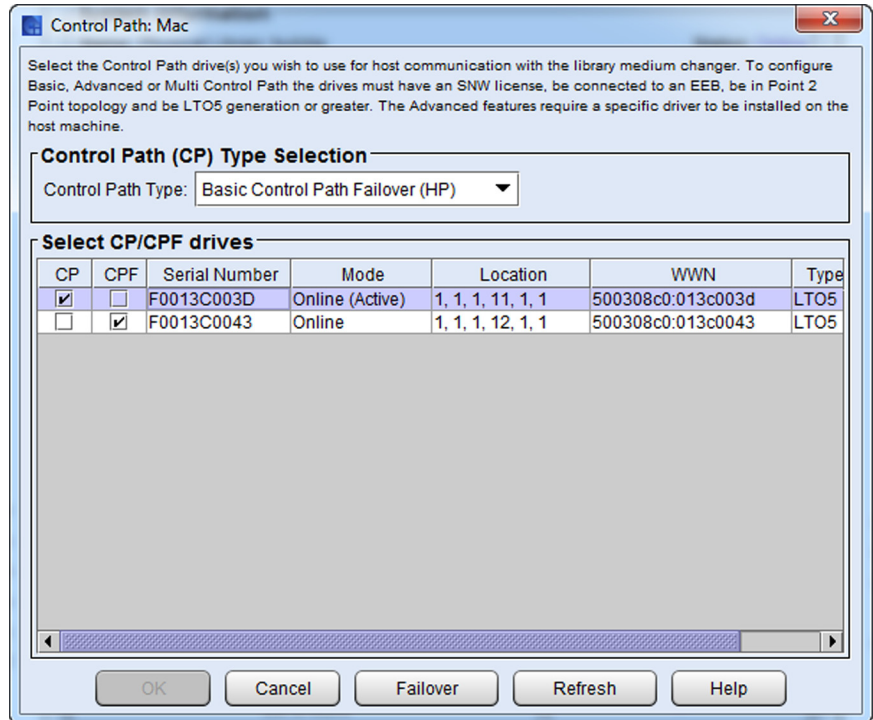 Control Path: Mac
Select the Control Path drive(s) you wish to use for host communication with the library medium changer. To configure
Basic, Advanced or Multi Control Path the drives must have an SNW license, be connected to an EEB, be in Point 2
Point topology and be LTO5 generation or greater. The Advanced features require a specific driver to be installed on the
host machine.
Control Path (CP) Type Selection
Control Path Type: Basic Control Path Failover (HP)
Select CP/CPF drives
CP CPF Serial Number Mode Location WWN Type
F0013C003D Online (Active) 1, 1, 1, 11, 1, 1 500308c0:013c003d LTO5
F0013C0043 Online 1, 1, 1, 12, 1, 1 500308c0:013c0043 LTO5
OK Cancel Failover Refresh Help